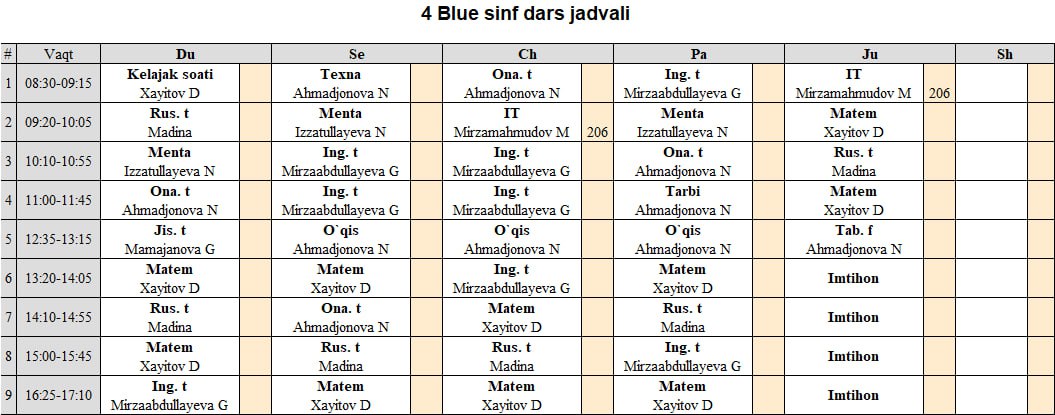 4 Blue sinf dars jadvali
# Vaqt Du Se Ch Pa Ju Sh
1 08:30-09:15 Kelajak soati Texna Ona. t Ing. t IT
Xayitov D Ahmadjonova N Ahmadjonova N Mirzaabdullayeva G Mirzamahmudov M 206
2 09:20-10:05 Rus. t Menta IT Menta Matem
Madina Izzatullayeva N Mirzamahmudov M 206 Izzatullayeva N Xayitov D
3 10:10-10:55 Menta Ing. t Ing. t Ona. t Rus. t
Izzatullayeva N Mirzaabdullayeva G Mirzaabdullayeva G Ahmadjonova N Madina
4 11:00-11:45 Ona. t Ing. t Ing. t Tarbi Matem
Ahmadjonova N Mirzaabdullayeva G Mirzaabdullayeva G Ahmadjonova N Xayitov D
5 12:35-13:15 Jis. t O`qis O`qis O`qis Tab. f
Mamajanova G Ahmadjonova N Ahmadjonova N Ahmadjonova N Ahmadjonova N
6 13:20-14:05 Matem Matem Ing. t Matem Imtihon
Xayitov D Xayitov D Mirzaabdullayeva G Xayitov D
7 14:10-14:55 Rus. t Ona. t Matem Rus. t Imtihon
Madina Ahmadjonova N Xayitov D Madina
8 15:00-15:45 Matem Rus. t Rus. t Ing. t Imtihon
Xayitov D Madina Madina Mirzaabdullayeva G
9 16:25-17:10 Ing. t Matem Matem Matem Imtihon
Mirzaabdullayeva G Xayitov D Xayitov D Xayitov D